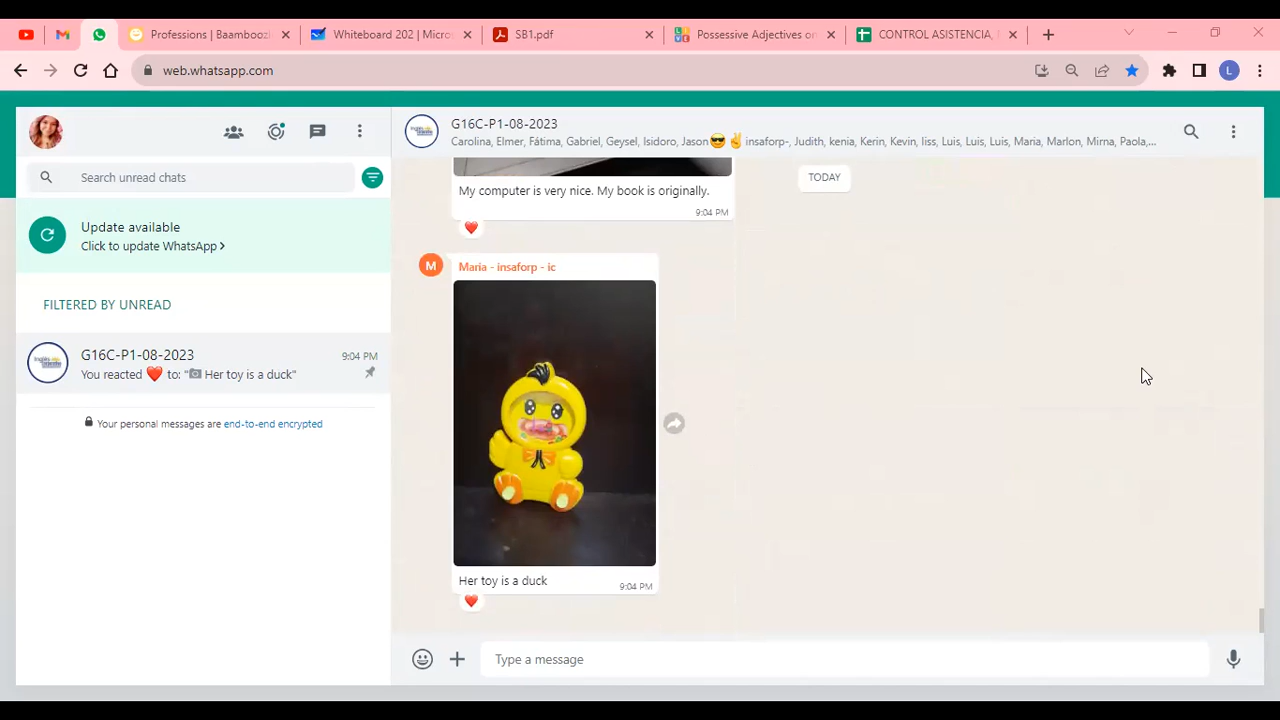 Professions | Baamboozl
Whiteboard 202 | Micros
SB1.pdf
Possessive Adjectives on
CONTROL ASISTENCIA,
web.whatsapp.com
L
G16C-P1-08-2023
Carolina, Elmer, Fátima, Gabriel, Geysel, Isidoro, Jason😎✌ insaforp-, Judith, kenia, Kerin, Kevin, liss, Luis, Luis, Luis, Maria, Marlon, Mirna, Paola,...
Search unread chats
TODAY
My computer is very nice. My book is originally.
9:04 PM
Update available
Click to update WhatsApp
M
Maria - insaforp - ic
FILTERED BY UNREAD
G16C-P1-08-2023
9:04 PM
You reacted ❤️ to: "📷 Her toy is a duck"
Your personal messages are end-to-end encrypted
Her toy is a duck
9:04 PM
Type a message